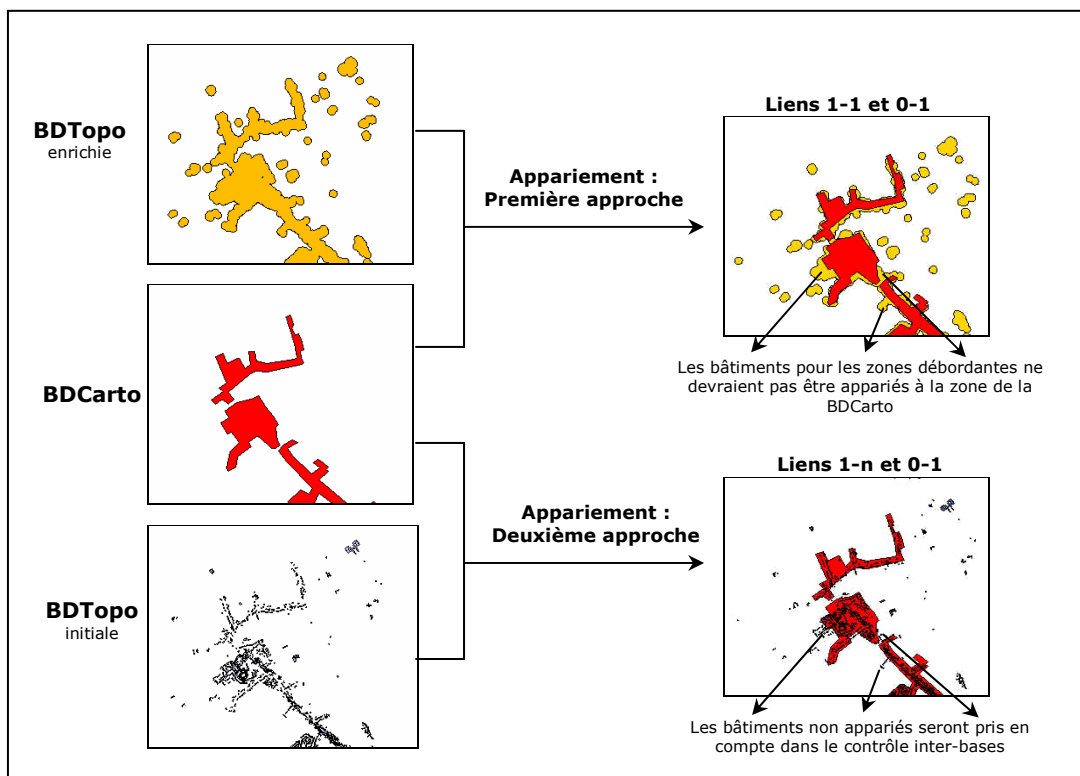 BDTopo
enrichie
Appariement :
Première approche
Liens 1-1 et 0-1
Les bâtiments pour les zones débordantes ne
devraient pas être appariés à la zone de la
BDCarto
BDCarto
Appariement :
Deuxième approche
Liens 1-n et 0-1
BDTopo
initiale
Les bâtiments non appariés seront pris en
compte dans le contrôle inter-bases